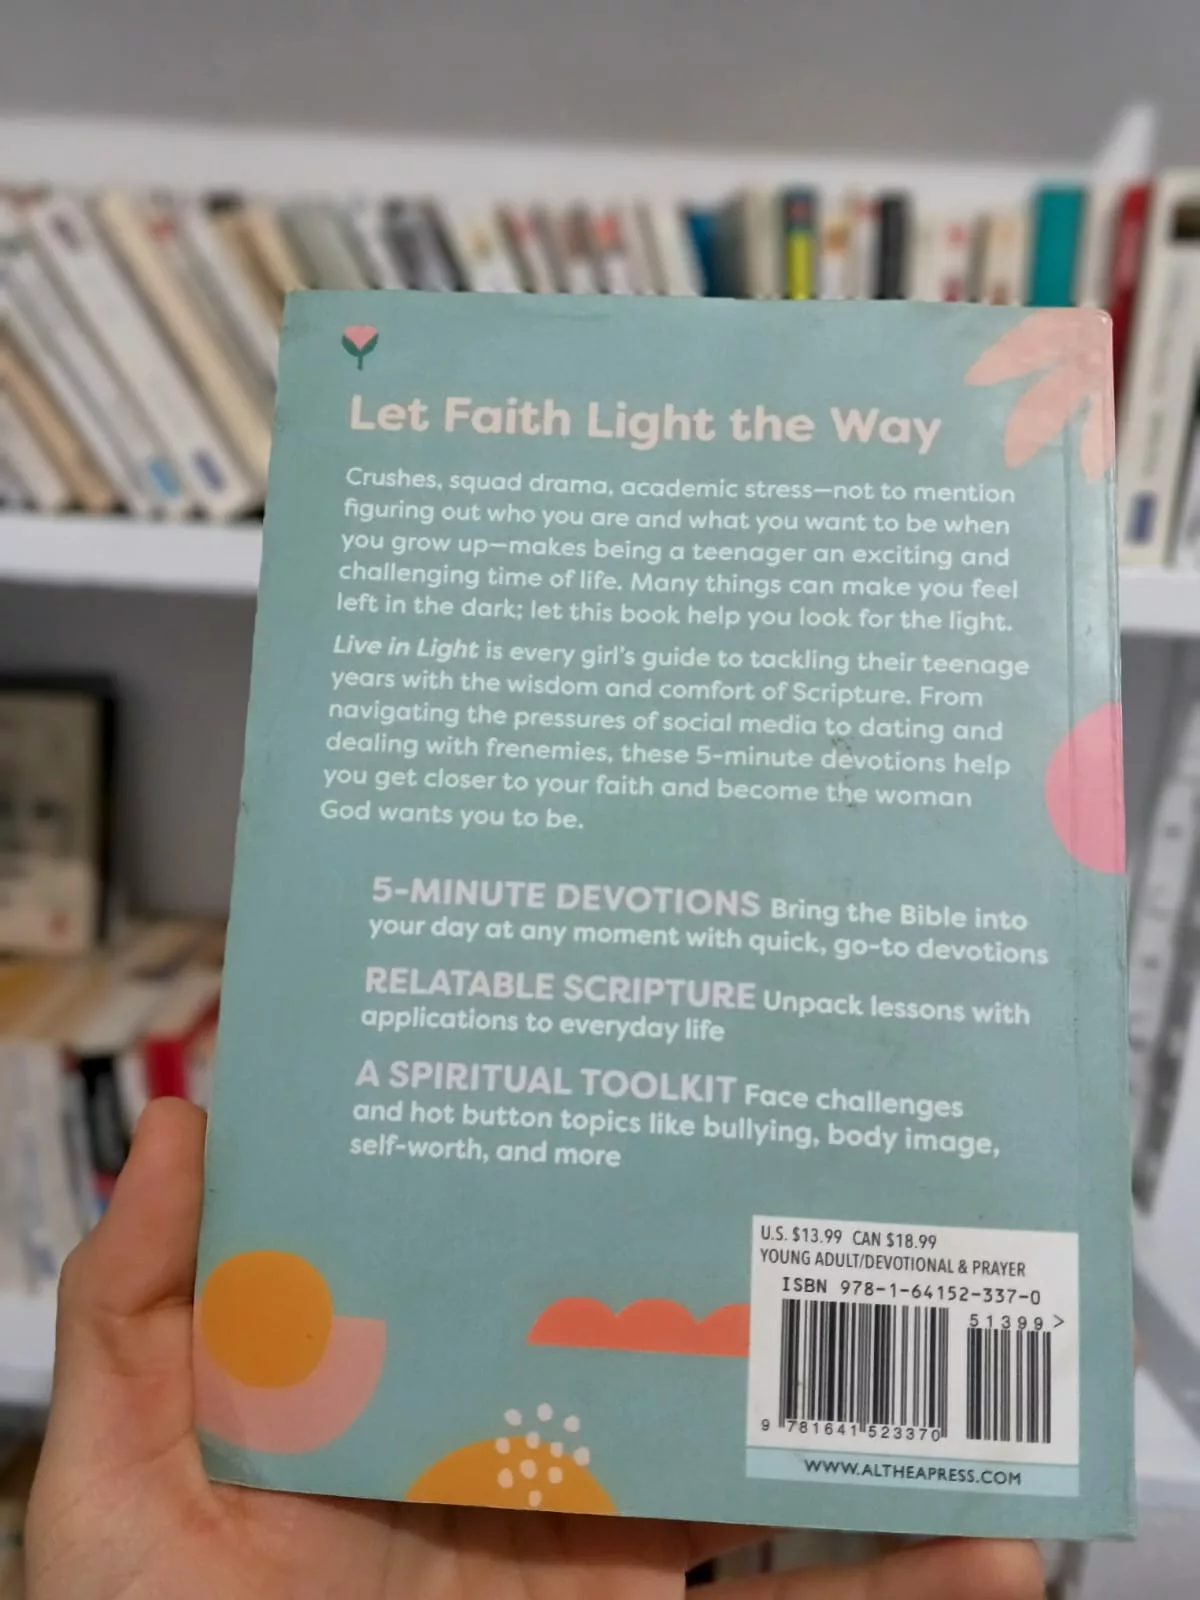 Let Faith Light the Way
Crushes, squad drama, academic stress—not to mention
figuring out who you are and what you want to be when
you grow up—makes being a teenager an exciting and
challenging time of life. Many things can make you feel
left in the dark; let this book help you look for the light.
Live in Light is every girl's guide to tackling their teenage
years with the wisdom and comfort of Scripture. From
navigating the pressures of social media to dating and
dealing with frenemies, these 5-minute devotions help
you get closer to your faith and become the woman
God wants you to be.
5-MINUTE DEVOTIONS Bring the Bible into
your day at any moment with quick, go-to devotions
RELATABLE SCRIPTURE Unpack lessons with
applications to everyday life
A SPIRITUAL TOOLKIT Face challenges
and hot button topics like bullying, body image,
self-worth, and more
U.S. $13.99 CAN $18.99
YOUNG ADULT/DEVOTIONAL & PRAYER
ISBN 978-1-64152-337-0
51399>
9 781641 523370
WWW.ALTHEAPRESS.COM